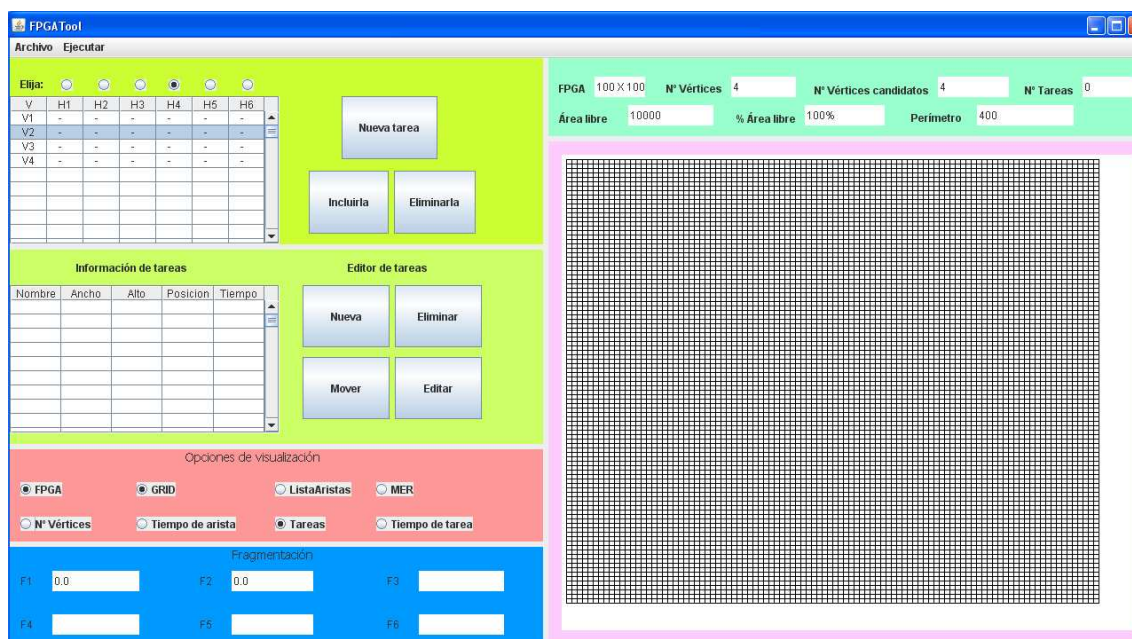 FPGATool
Archivo Ejecutar
Elija:
V H1 H2 H3 H4 H5 H6
V1 - - - - - -
V2 - - - - - -
V3 - - - - - -
V4 - - - - - -
Nueva tarea
Incluirla Eliminarla
FPGA 100 X 100 Nº Vértices 4 Nº Vértices candidatos 4 Nº Tareas 0
Área libre 10000 % Área libre 100% Perímetro 400
Información de tareas
Nombre Ancho Alto Posicion Tiempo
Editor de tareas
Nueva Eliminar
Mover Editar
Opciones de visualización
FPGA GRID ListaAristas MER
Nº Vértices Tiempo de arista Tareas Tiempo de tarea
Fragmentación
F1 0.0 F2 0.0 F3
F4 F5 F6